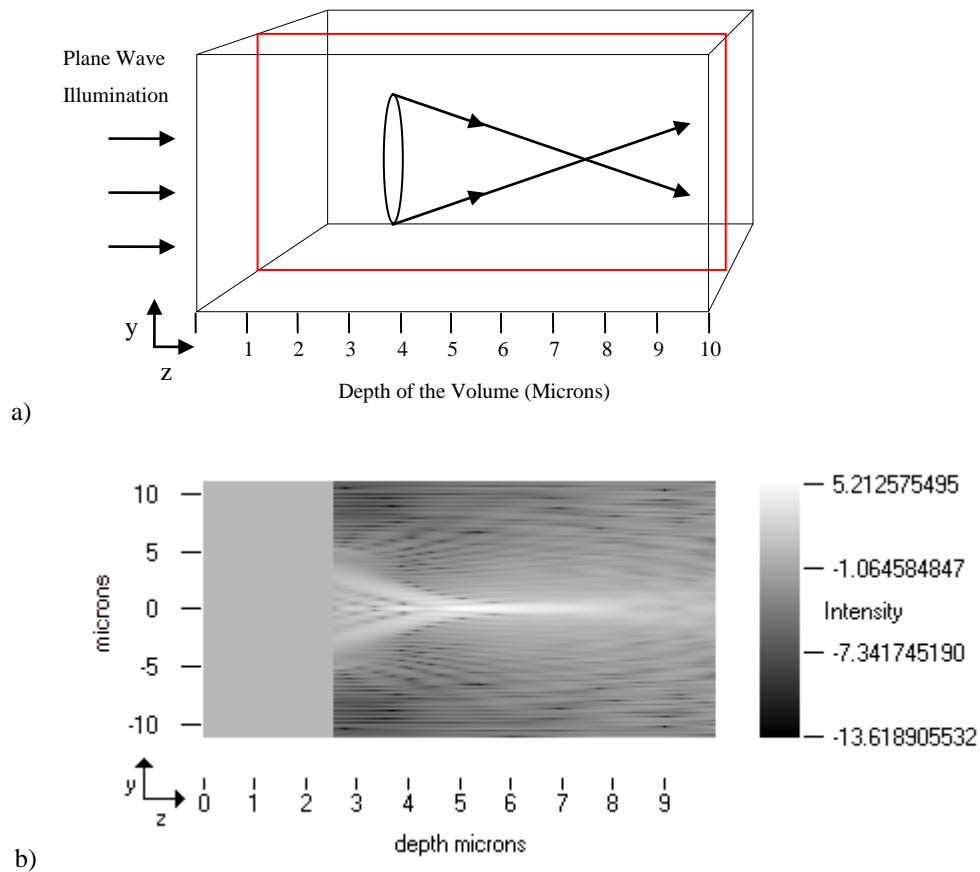 Plane Wave
Illumination
y
z
1 2 3 4 5 6 7 8 9 10
Depth of the Volume (Microns)
a)
10
5
0
-5
-10
microns
5.212575495
-1.064584847
Intensity
-7.341745190
-13.618905532
y
z
0 1 2 3 4 5 6 7 8 9
depth microns
b)